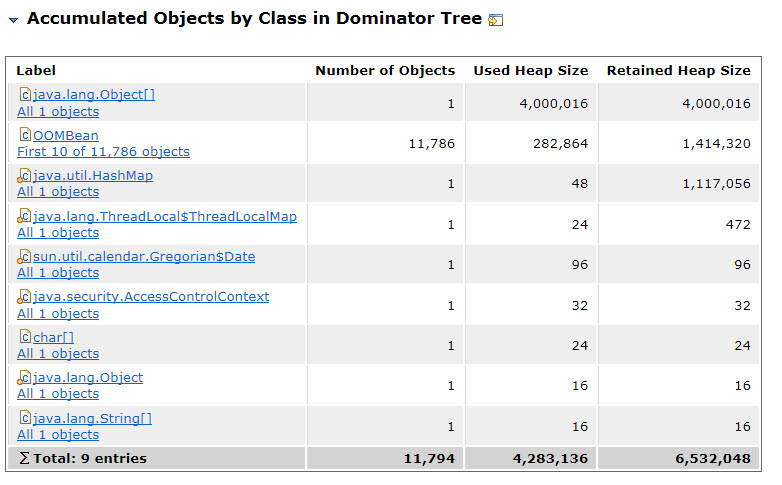 Accumulated Objects by Class in Dominator Tree
Label Number of Objects Used Heap Size Retained Heap Size
java.lang.Object[] 1 4,000,016 4,000,016
All 1 objects
OOMBean 11,786 282,864 1,414,320
First 10 of 11,786 objects
java.util.HashMap 1 48 1,117,056
All 1 objects
java.lang.ThreadLocal$ThreadLocalMap 1 24 472
All 1 objects
sun.util.calendar.Gregorian$Date 1 96 96
All 1 objects
java.security.AccessControlContext 1 32 32
All 1 objects
char[] 1 24 24
All 1 objects
java.lang.Object 1 16 16
All 1 objects
java.lang.String[] 1 16 16
All 1 objects
Σ Total: 9 entries 11,794 4,283,136 6,532,048